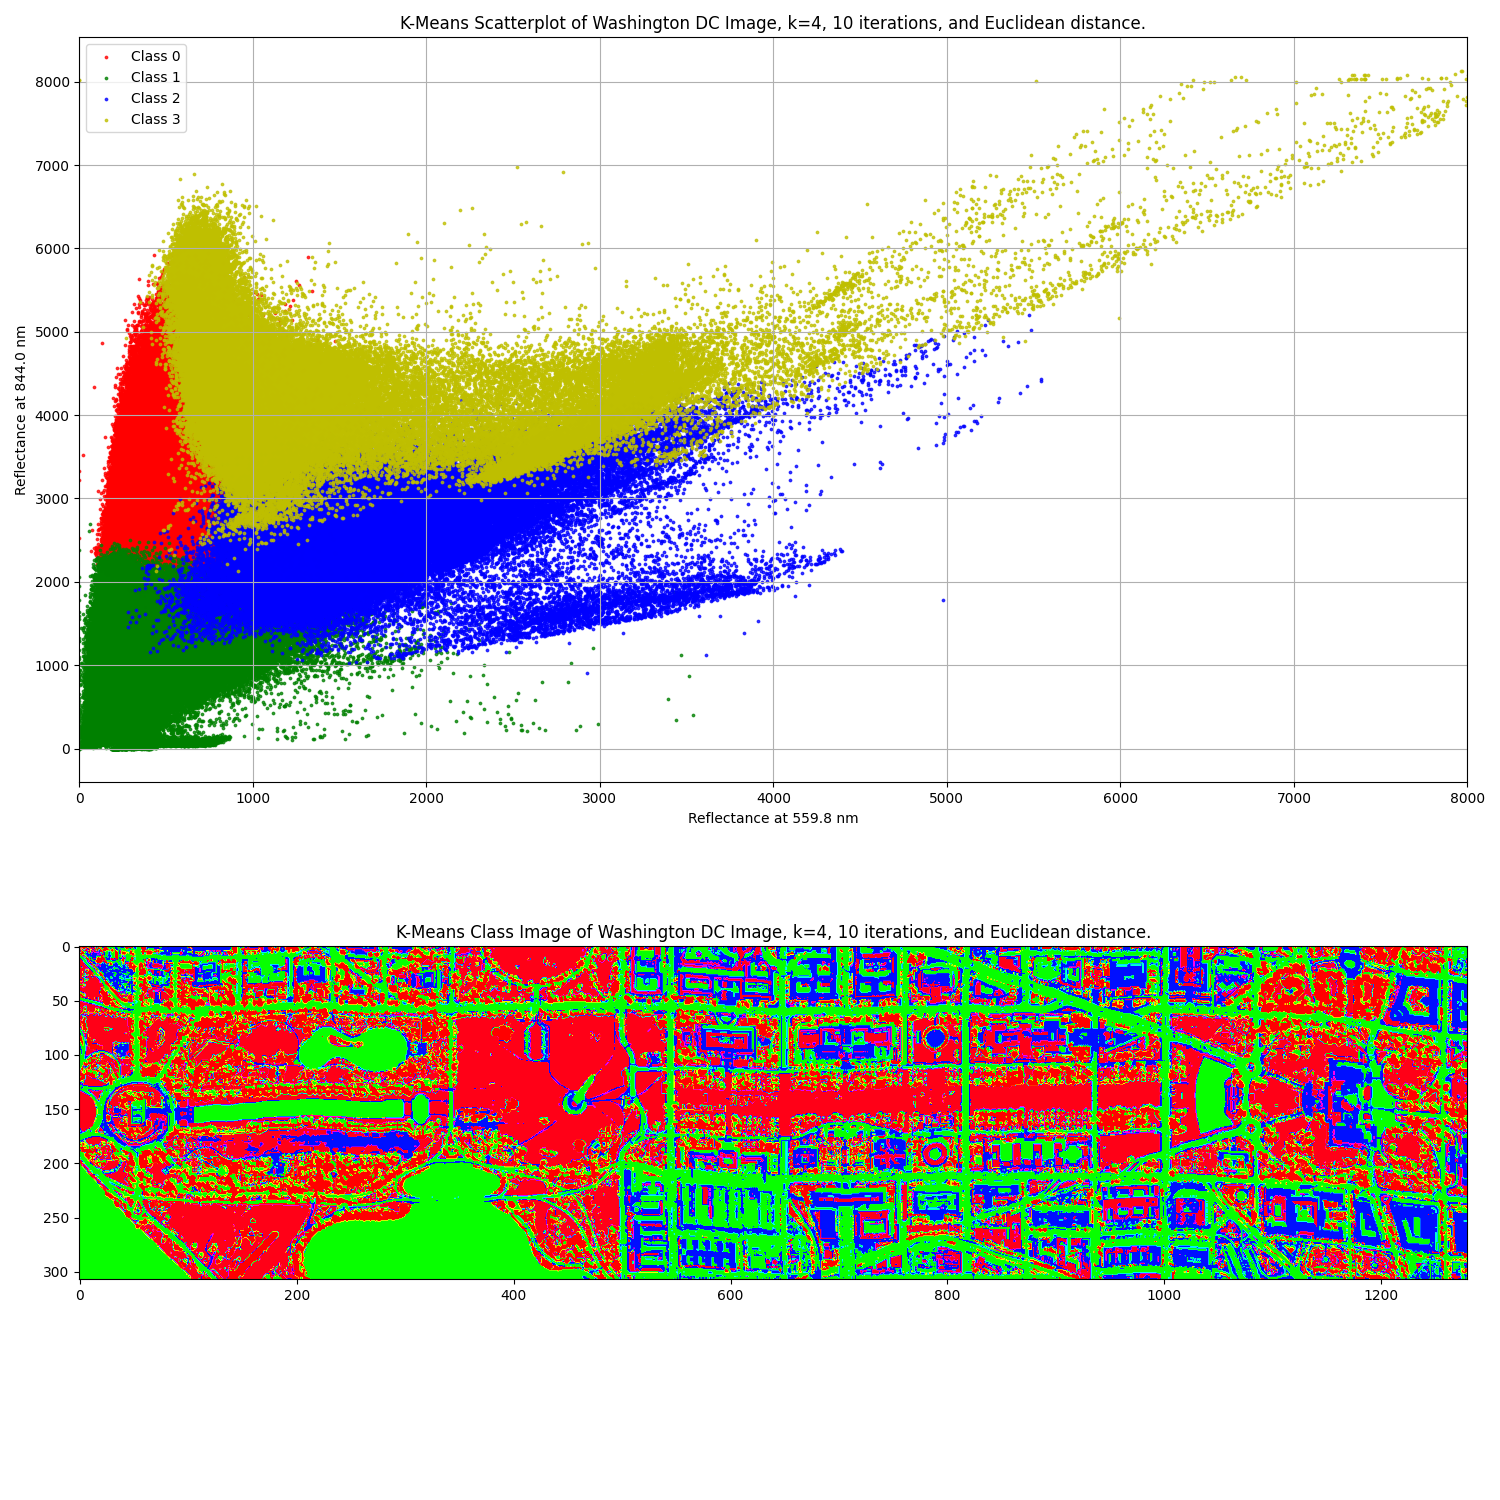 K-Means Scatterplot of Washington DC Image, k=4, 10 iterations, and Euclidean distance.
Class 0
Class 1
Class 2
Class 3
8000
7000
6000
5000
4000
3000
2000
1000
0
Reflectance at 844.0 nm
0 1000 2000 3000 4000 5000 6000 7000 8000
Reflectance at 559.8 nm
K-Means Class Image of Washington DC Image, k=4, 10 iterations, and Euclidean distance.
0
50
100
150
200
250
300
0 200 400 600 800 1000 1200